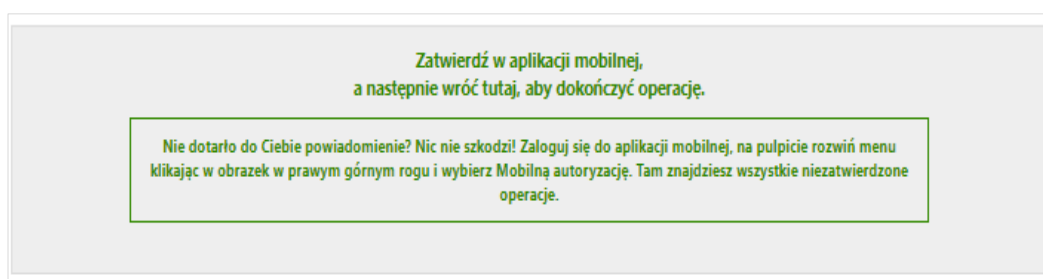 Zatwierdź w aplikacji mobilnej,
a następnie wróć tutaj, aby dokończyć operację.
Nie dotarło do Ciebie powiadomienie? Nic nie szkodzi! Zaloguj się do aplikacji mobilnej, na pulpicie rozwiń menu
klikając w obrazek w prawym górnym rogu i wybierz Mobilną autoryzację. Tam znajdziesz wszystkie niezatwierdzone
operacje.